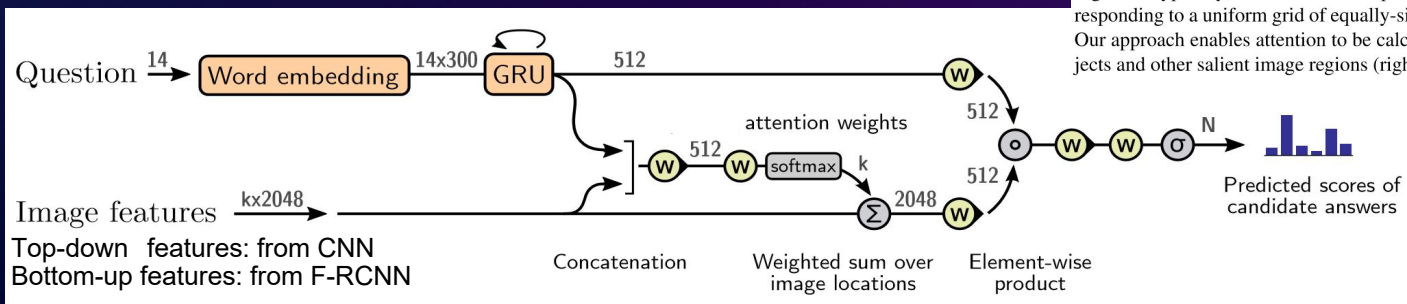 responding to a uniform grid of equally-si
Our approach enables attention to be calc
jects and other salient image regions (righ
Question 14 Word embedding 14x300 GRU 512 w
512
attention weights
w 512 w softmax k
∘ w w σ N
512
Predicted scores of
candidate answers
Image features kx2048 Σ 2048 w
Top-down features: from CNN
Bottom-up features: from F-RCNN
Concatenation
Weighted sum over
image locations
Element-wise
product